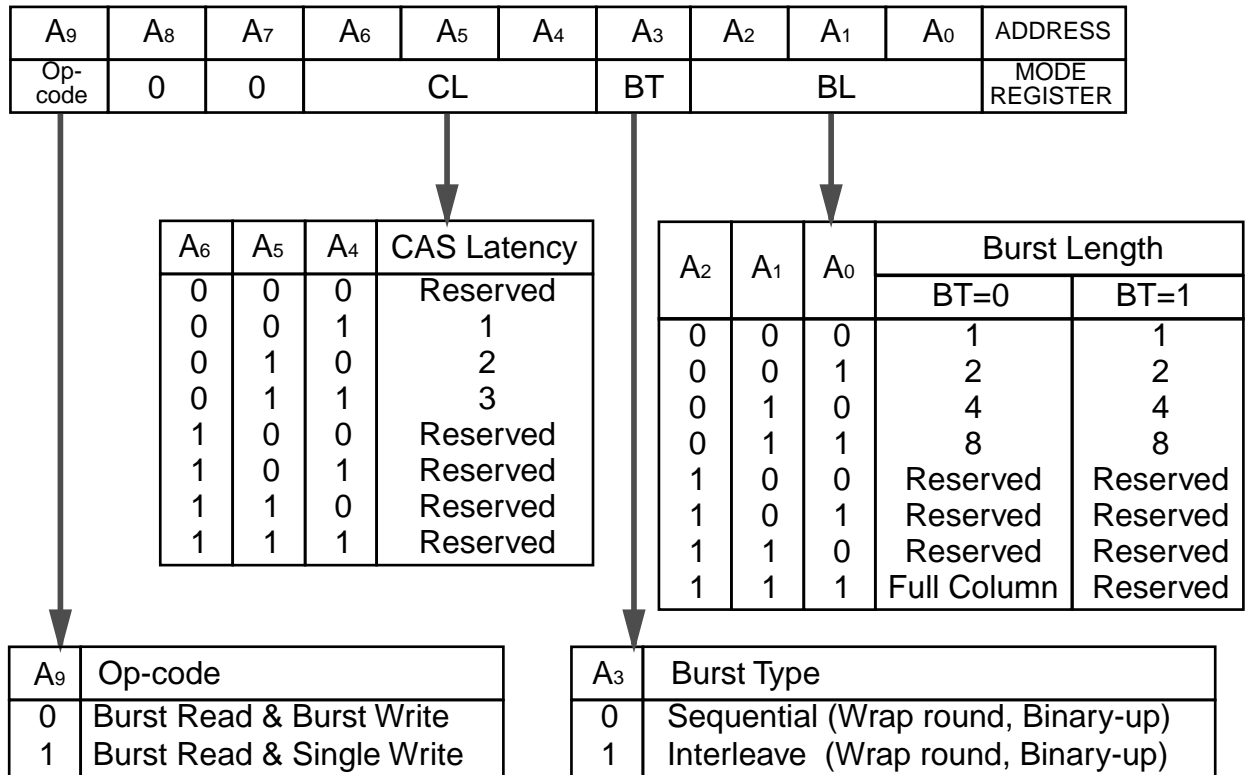 A9 A8 A7 A6 A5 A4 A3 A2 A1 A0 ADDRESS
Op-code 0 0 CL BT BL MODE REGISTER
A6 A5 A4 CAS Latency
0 0 0 Reserved
0 0 1 1
0 1 0 2
0 1 1 3
1 0 0 Reserved
1 0 1 Reserved
1 1 0 Reserved
1 1 1 Reserved
A2 A1 A0 Burst Length
BT=0 BT=1
0 0 0 1 1
0 0 1 2 2
0 1 0 4 4
0 1 1 8 8
1 0 0 Reserved Reserved
1 0 1 Reserved Reserved
1 1 0 Reserved Reserved
1 1 1 Full Column Reserved
A9 Op-code
0 Burst Read & Burst Write
1 Burst Read & Single Write
A3 Burst Type
0 Sequential (Wrap round, Binary-up)
1 Interleave (Wrap round, Binary-up)